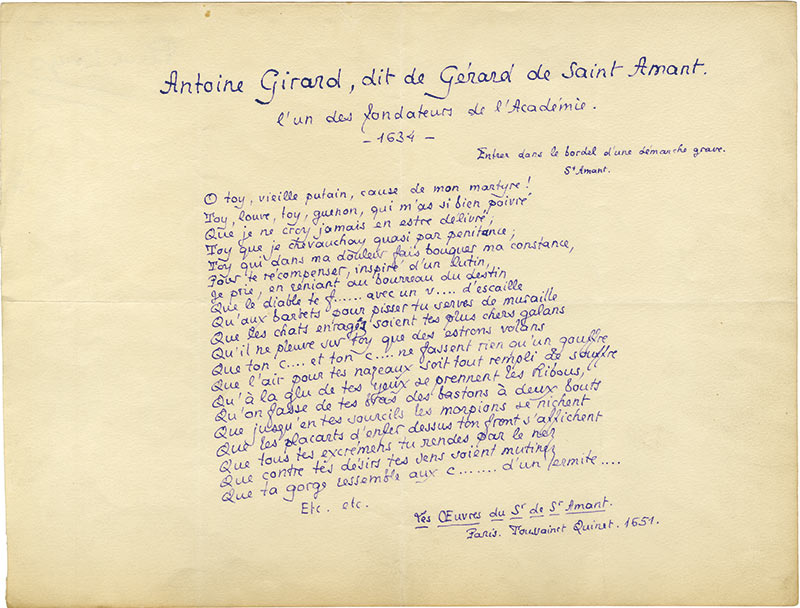 Antoine Girard, dit de Gérard de Saint Amant.
l'un des fondateurs de l'Académie.
- 1634 -
Entrer dans le bordel d'une démarche grave.
St Amant.
O toy, vieille putain, cause de mon martyre !
Toy, louve, toy, guenon, qui m'as si bien poivré
Que je ne croy jamais en estre délivré ;
Toy que je chevauchay quasi par penitance ;
Toy qui dans ma douleur fais bouquer ma constance,
Pour te récompenser, inspiré d'un lutin,
Je prie, en reniant au bourreau du destin
Que le diable te f...... avec un v.... d'escaille
Qu'aux barbets pour pisser tu serves de muraille
Que les chats enragés soient tes plus chers galans
Qu'il ne pleuve sur toy que des estrons volans
Que ton c.... et ton c.... ne fassent rien qu'un gouffre
Que l'air pour tes nazeaux soit tout rempli de souffre
Qu'à la glu de tes yeux se prennent les hibous,
Qu'on fasse de tes bras des bastons à deux bouts
Que jusqu'en tes sourcils les morpions se nichent
Que les placarts d'enfer dessus ton front s'affichent
Que tous tes excremens tu rendes par le nez
Que contre tes désirs tes sens soient mutinez
Que ta gorge ressemble aux c....... d'un hermite ....
Etc. etc.
Les Œuvres du Sr de St Amant.
Paris. Toussainct Quinet. 1651.